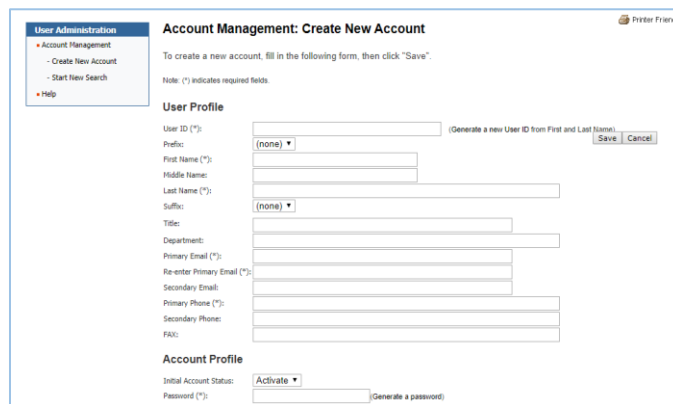 Printer Frien
User Administration
Account Management
- Create New Account
- Start New Search
Help
Account Management: Create New Account
To create a new account, fill in the following form, then click "Save".
Note: (*) indicates required fields.
User Profile
User ID (*): (Generate a new User ID from First and Last Name)
Save Cancel
Prefix: (none)
First Name (*):
Middle Name:
Last Name (*):
Suffix: (none)
Title:
Department:
Primary Email (*):
Re-enter Primary Email (*):
Secondary Email:
Primary Phone (*):
Secondary Phone:
FAX:
Account Profile
Initial Account Status: Activate
Password (*): (Generate a password)